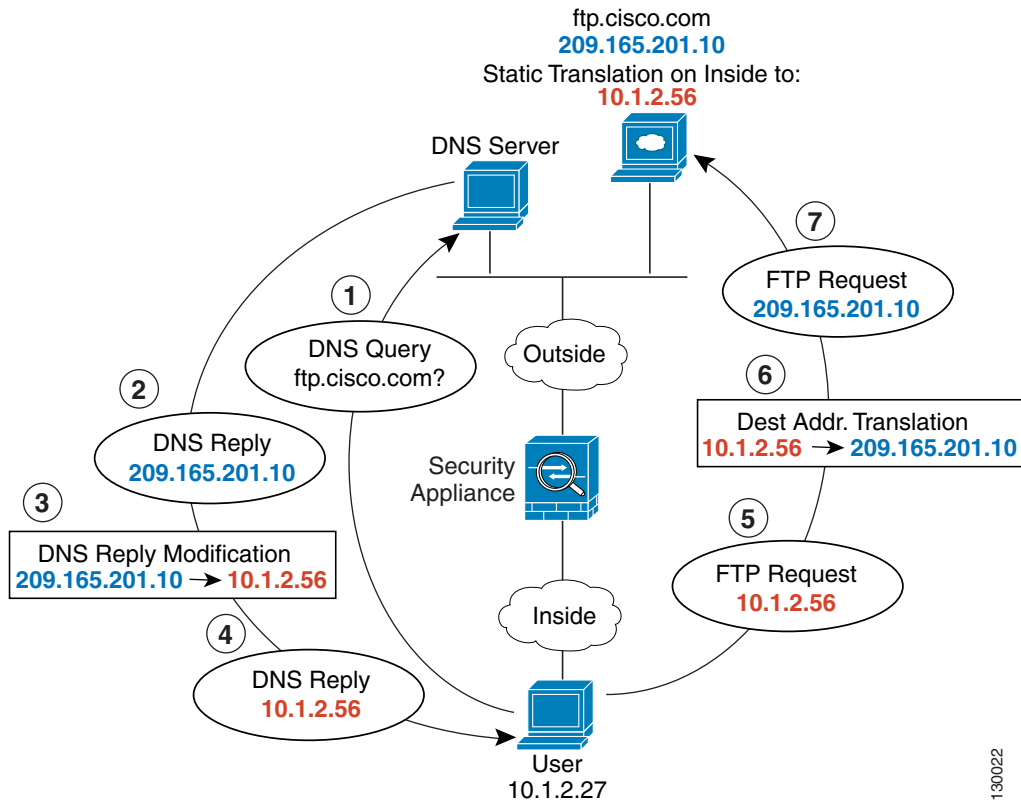 ftp.cisco.com
209.165.201.10
Static Translation on Inside to:
10.1.2.56
DNS Server
7
FTP Request
209.165.201.10
1
DNS Query
ftp.cisco.com?
Outside
2
DNS Reply
209.165.201.10
6
Dest Addr. Translation
10.1.2.56 → 209.165.201.10
Security
Appliance
3
DNS Reply Modification
209.165.201.10 → 10.1.2.56
5
FTP Request
10.1.2.56
Inside
4
DNS Reply
10.1.2.56
User
10.1.2.27
130022